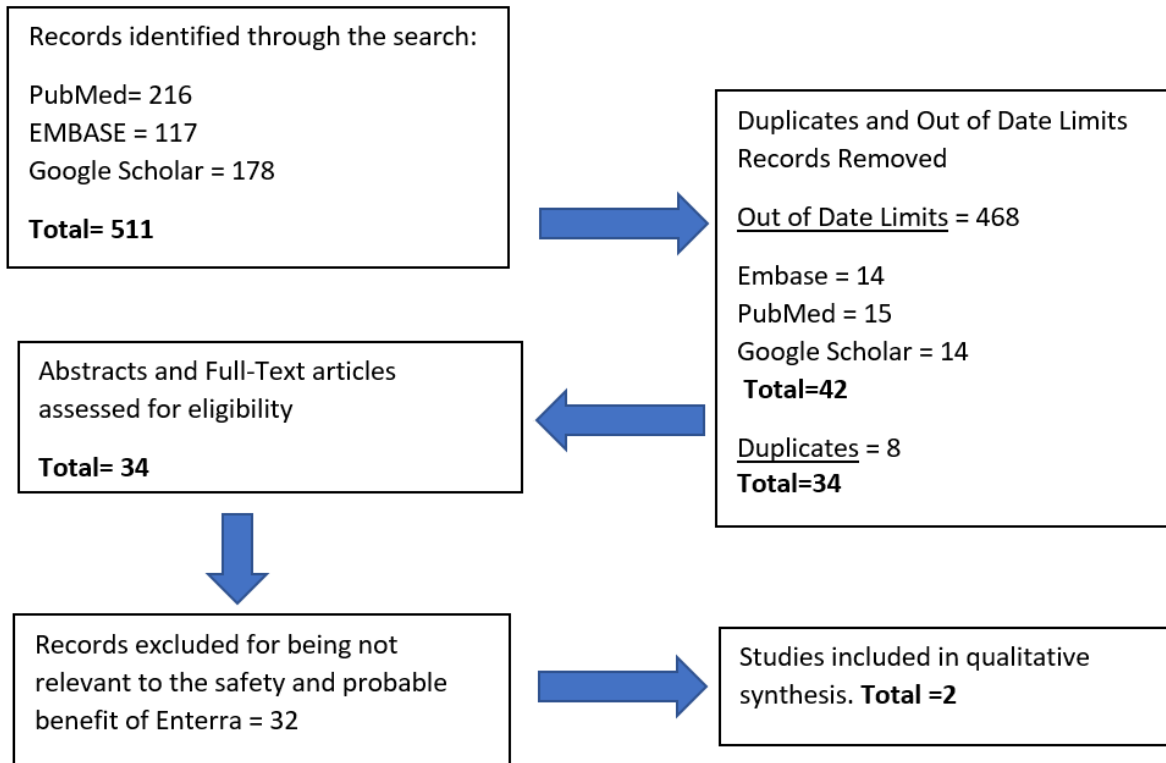 Records identified through the search:
PubMed= 216
EMBASE = 117
Google Scholar = 178
Total= 511
Duplicates and Out of Date Limits
Records Removed
Out of Date Limits = 468
Embase = 14
PubMed = 15
Google Scholar = 14
Total=42
Duplicates = 8
Total=34
Abstracts and Full-Text articles
assessed for eligibility
Total= 34
Records excluded for being not
relevant to the safety and probable
benefit of Enterra = 32
Studies included in qualitative
synthesis. Total =2